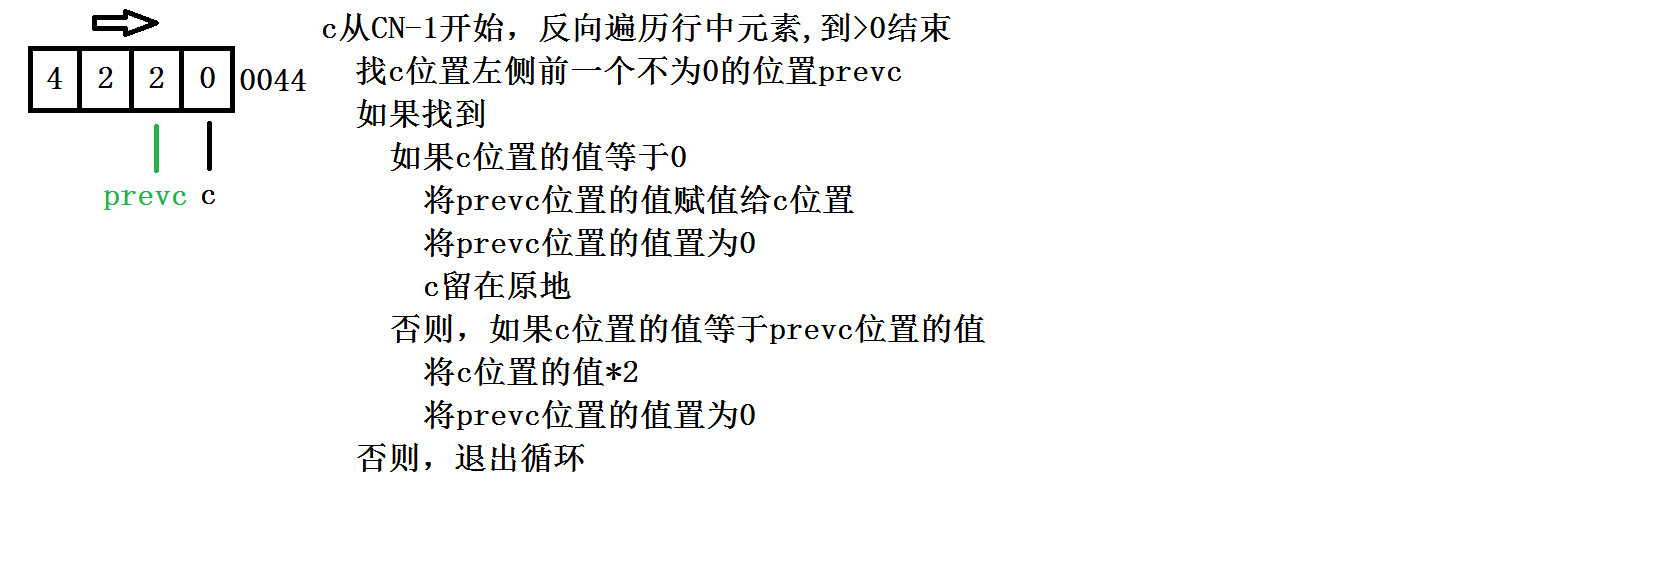 c从CN-1开始，反向遍历行中元素,到>0结束
4 2 2 0 0044
找c位置左侧前一个不为0的位置prevc
如果找到
如果c位置的值等于0
prevc c
将prevc位置的值赋值给c位置
将prevc位置的值置为0
c留在原地
否则，如果c位置的值等于prevc位置的值
将c位置的值*2
将prevc位置的值置为0
否则，退出循环